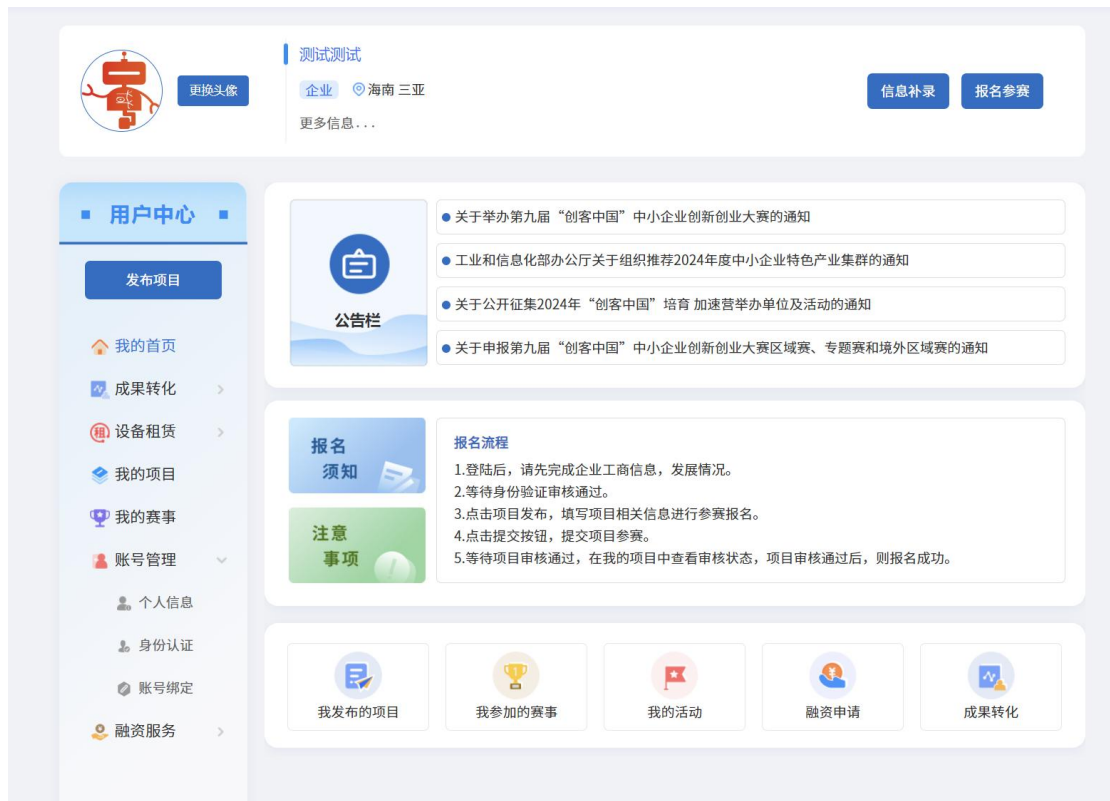 测试测试
更换头像
企业
海南 三亚
信息补录
报名参赛
更多信息...
用户中心
发布项目
我的首页
成果转化
设备租赁
租
我的项目
我的赛事
账号管理
个人信息
身份认证
账号绑定
融资服务
公告栏
关于举办第九届“创客中国”中小企业创新创业大赛的通知
工业和信息化部办公厅关于组织推荐2024年度中小企业特色产业集群的通知
关于公开征集2024年“创客中国”培育 加速营举办单位及活动的通知
关于申报第九届“创客中国”中小企业创新创业大赛区域赛、专题赛和境外区域赛的通知
报名
须知
注意
事项
报名流程
1.登陆后，请先完成企业工商信息，发展情况。
2.等待身份验证审核通过。
3.点击项目发布，填写项目相关信息进行参赛报名。
4.点击提交按钮，提交项目参赛。
5.等待项目审核通过，在我的项目中查看审核状态，项目审核通过后，则报名成功。
我发布的项目
我参加的赛事
我的活动
融资申请
成果转化